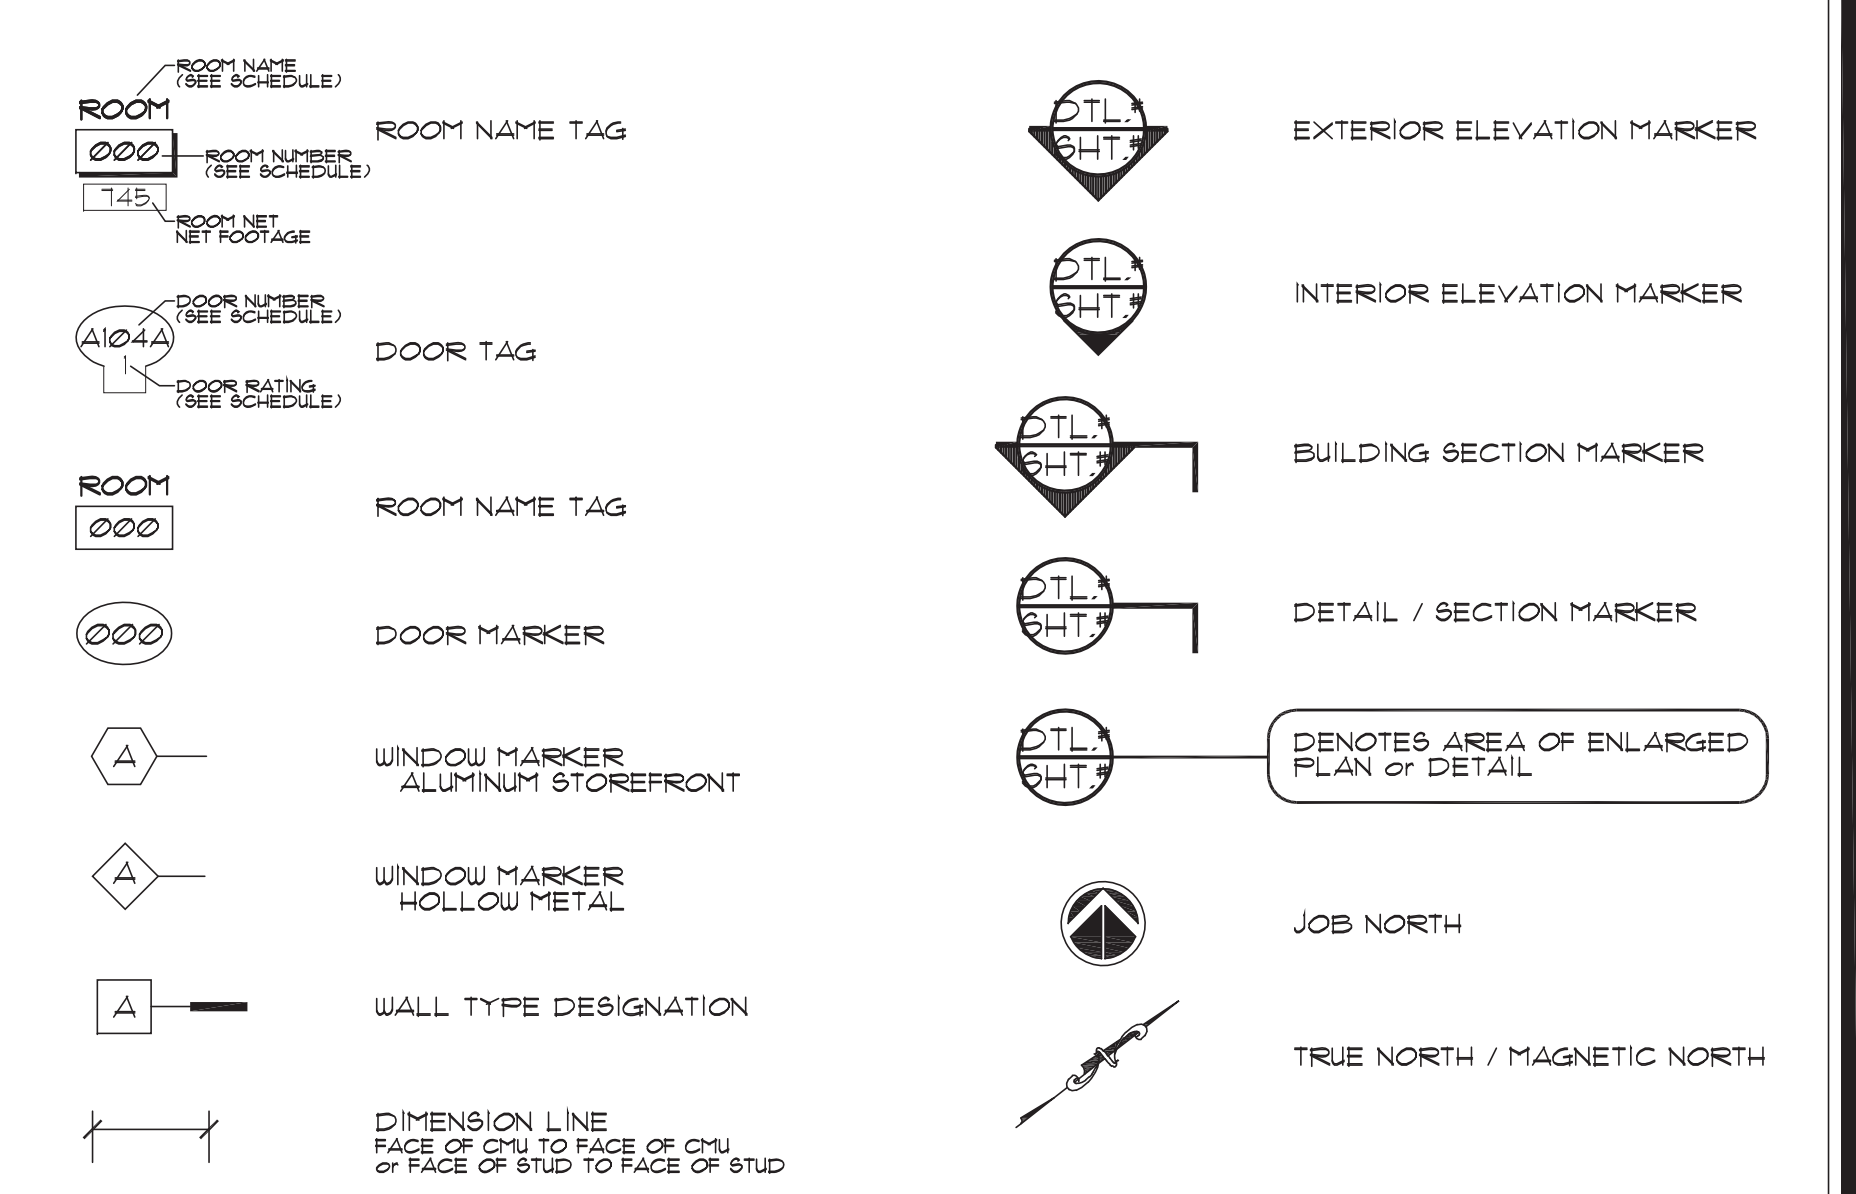 ROOM NAME
(SEE SCHEDULE)
ROOM
ØØØ
ROOM NUMBER
(SEE SCHEDULE)
745
ROOM NET
NET FOOTAGE
ROOM NAME TAG
DOOR NUMBER
(SEE SCHEDULE)
A1Ø4A
1
DOOR RATING
(SEE SCHEDULE)
DOOR TAG
ROOM
ØØØ
ROOM NAME TAG
ØØØ
DOOR MARKER
A
WINDOW MARKER
ALUMINUM STOREFRONT
A
WINDOW MARKER
HOLLOW METAL
A
WALL TYPE DESIGNATION
DIMENSION LINE
FACE OF CMU TO FACE OF CMU
or FACE OF STUD TO FACE OF STUD
DTL.#
SHT.#
EXTERIOR ELEVATION MARKER
DTL.#
SHT.#
INTERIOR ELEVATION MARKER
DTL.#
SHT.#
BUILDING SECTION MARKER
DTL.#
SHT.#
DETAIL / SECTION MARKER
DTL.#
SHT.#
DENOTES AREA OF ENLARGED
PLAN or DETAIL
JOB NORTH
TRUE NORTH / MAGNETIC NORTH